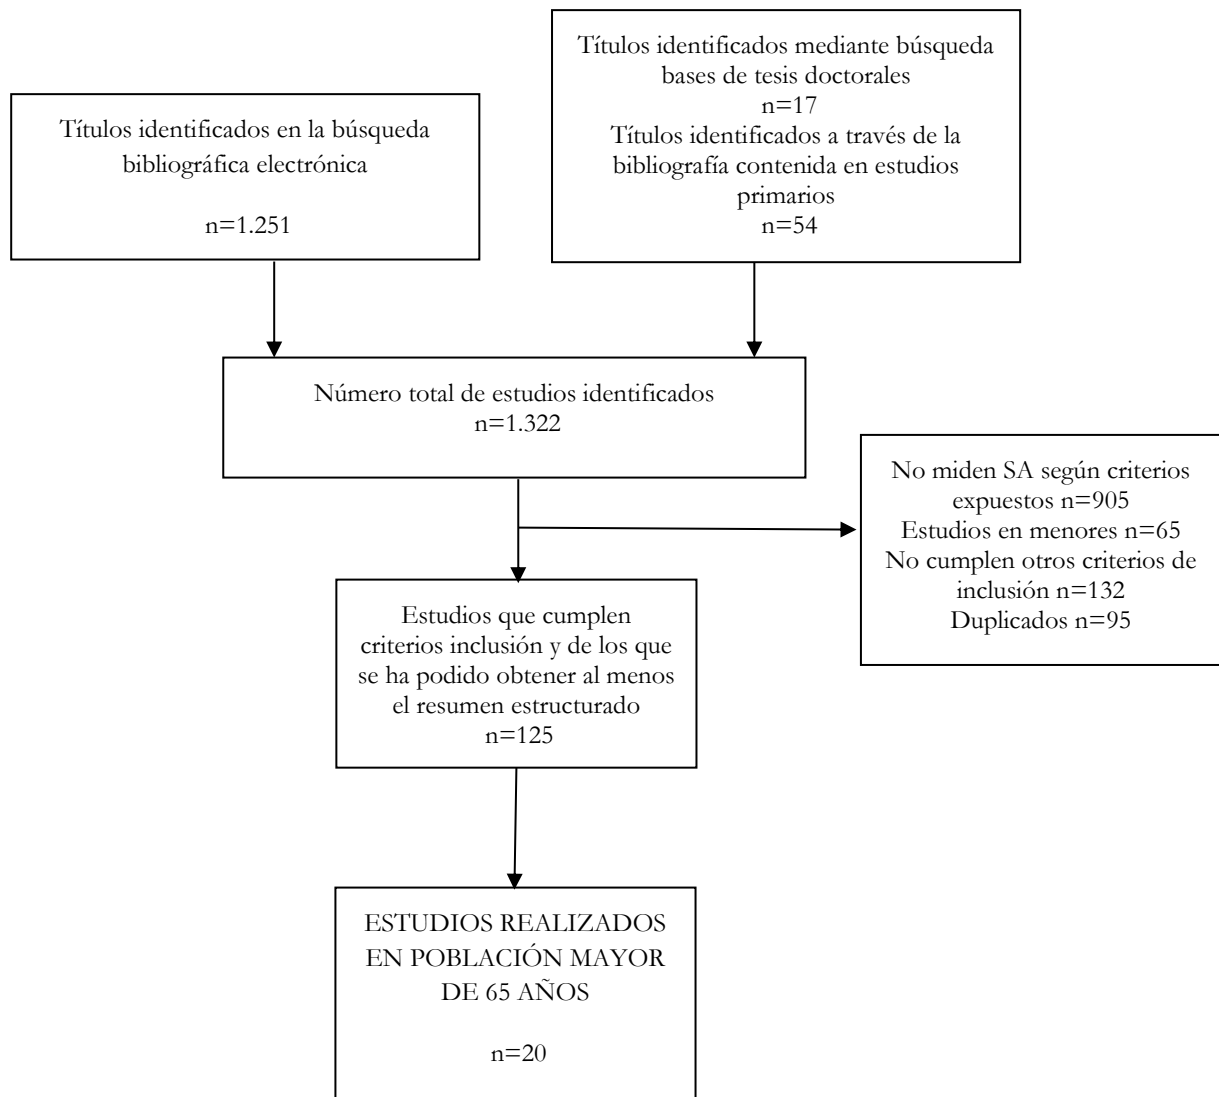 Títulos identificados en la búsqueda
bibliográfica electrónica
n=1.251
Títulos identificados mediante búsqueda
bases de tesis doctorales
n=17
Títulos identificados a través de la
bibliografía contenida en estudios
primarios
n=54
Número total de estudios identificados
n=1.322
No miden SA según criterios
expuestos n=905
Estudios en menores n=65
No cumplen otros criterios de
inclusión n=132
Duplicados n=95
Estudios que cumplen
criterios inclusión y de los que
se ha podido obtener al menos
el resumen estructurado
n=125
ESTUDIOS REALIZADOS
EN POBLACIÓN MAYOR
DE 65 AÑOS
n=20